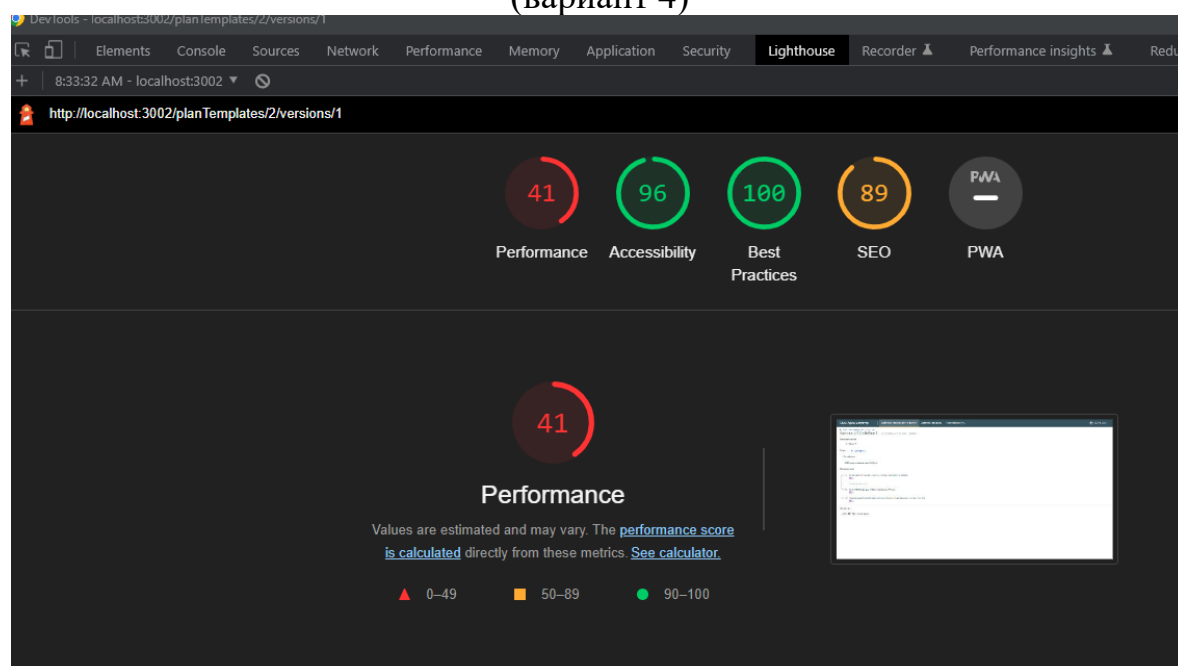 (вариант 4)
DevTools - localhost:3002/planTemplates/2/versions/1
Elements Console Sources Network Performance Memory Application Security Lighthouse Recorder Performance insights Redu
+ 8:33:32 AM - localhost:3002
http://localhost:3002/planTemplates/2/versions/1
41 96 100 89 PWA
Performance Accessibility Best SEO PWA
Practices
41
Performance
Values are estimated and may vary. The performance score
is calculated directly from these metrics. See calculator.
0–49 50–89 90–100